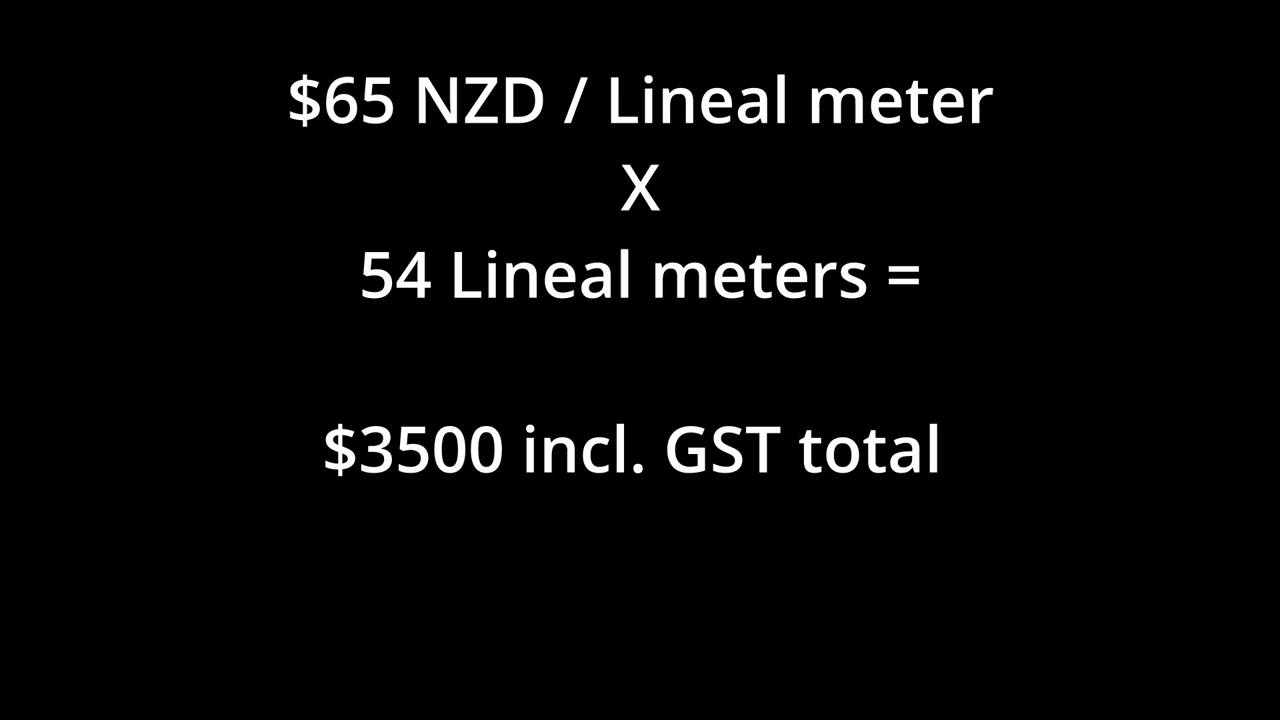 $65 NZD / Lineal meter
X
54 Lineal meters =
$3500 incl. GST total